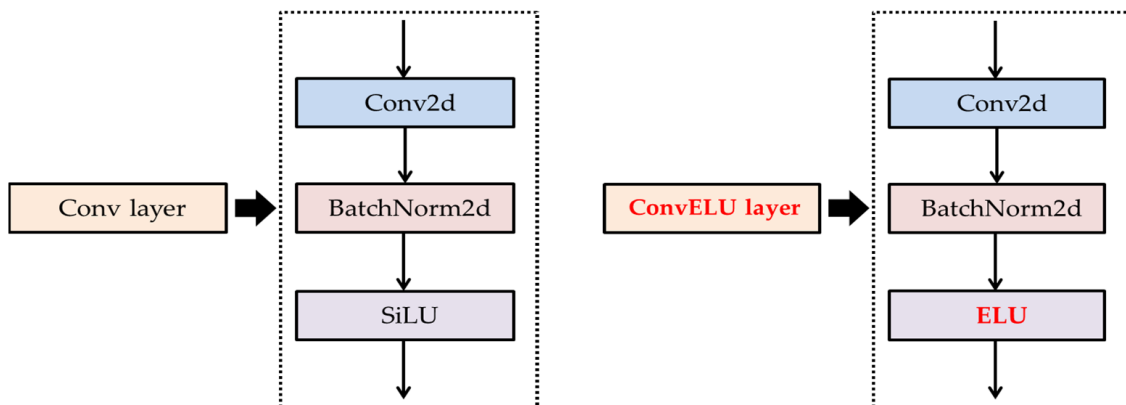 Conv2d
Conv layer
BatchNorm2d
SiLU
Conv2d
ConvELU layer
BatchNorm2d
ELU